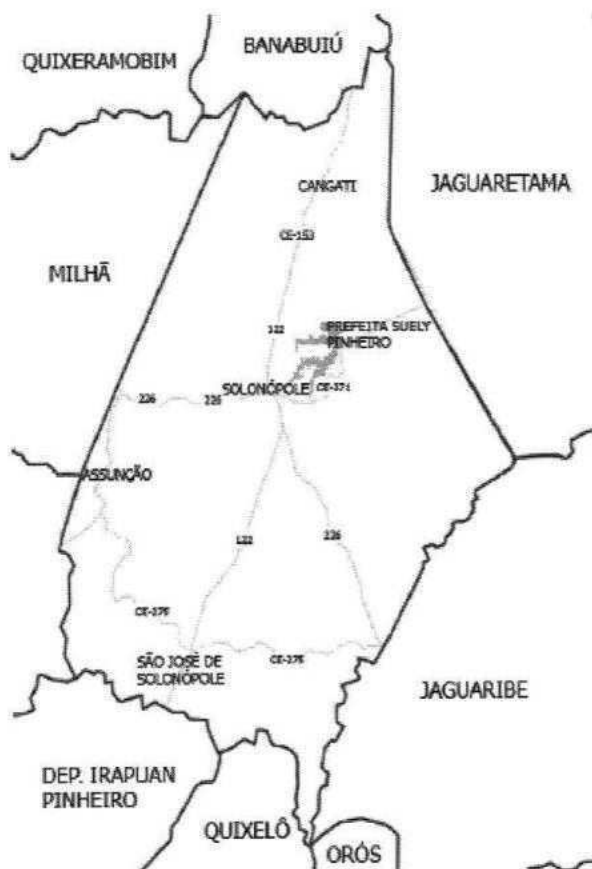 BANABUIÚ
QUIXERAMOBIM
CANGATI
JAGUARETAMA
CE-153
MILHÃ
122
PREFEITA SUELY
PINHEIRO
SOLONÓPOLE
CE-371
226
226
ASSUNÇÃO
122
226
CE-375
CE-375
SÃO JOSÉ DE
SOLONÓPOLE
JAGUARIBE
DEP. IRAPUAN
PINHEIRO
QUIXELÔ
ORÓS